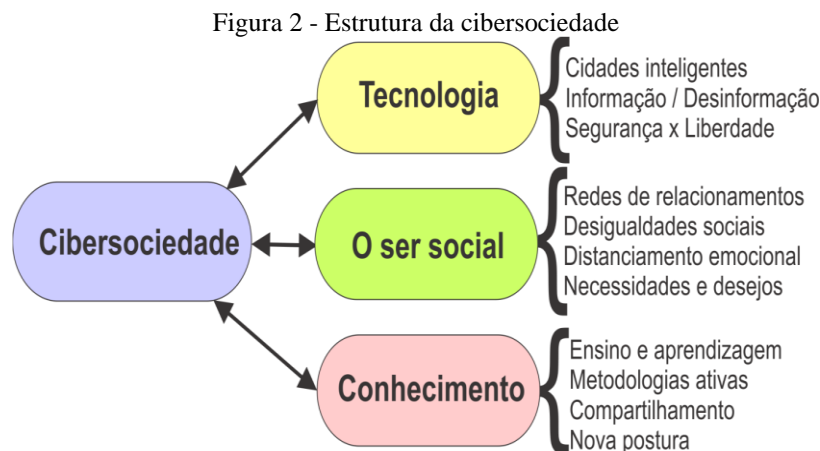 Figura 2 - Estrutura da cibersociedade
Cibersociedade
Tecnologia
Cidades inteligentes
Informação / Desinformação
Segurança x Liberdade
O ser social
Redes de relacionamentos
Desigualdades sociais
Distanciamento emocional
Necessidades e desejos
Conhecimento
Ensino e aprendizagem
Metodologias ativas
Compartilhamento
Nova postura